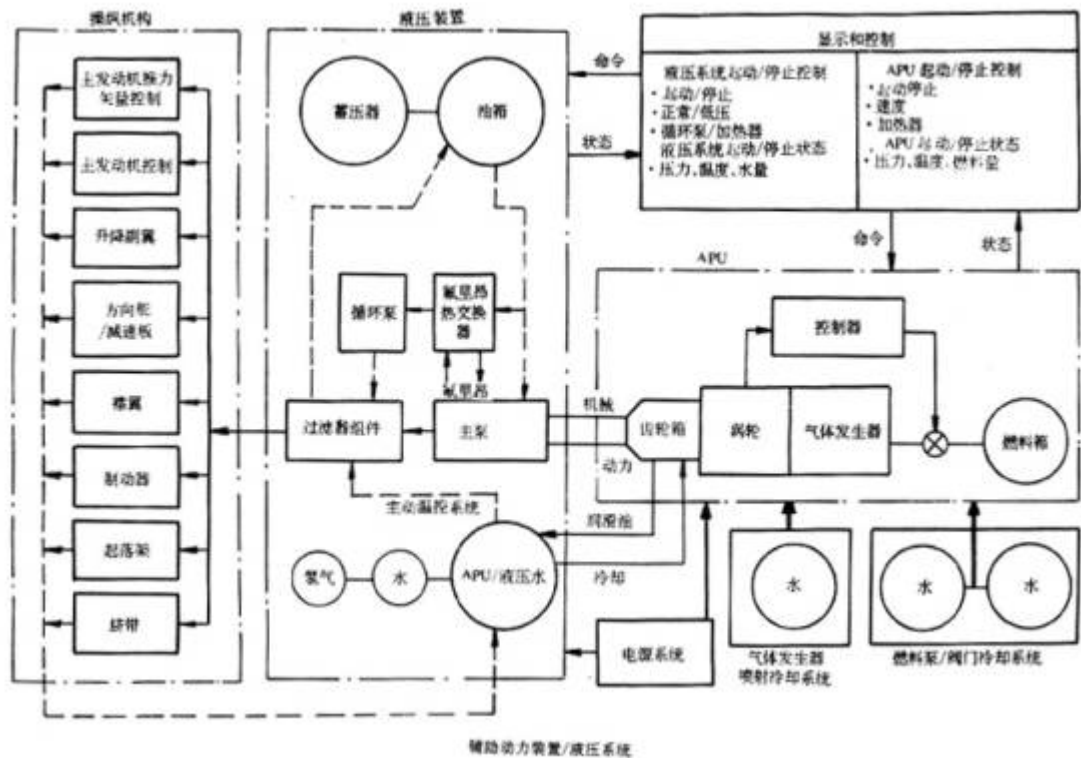 操纵机构
主发动机推力
矢量控制
主发动机控制
升降副翼
方向舵
/减速板
襟翼
制动器
起落架
脐带
液压装置
蓄压器
油箱
循环泵
氟里昂
热交换
器
氟里昂
过滤器组件
主泵
主动温控系统
氮气
水
APU/液压水
命令
状态
显示和控制
液压系统起动/停止控制
·起动/停止
·正常/低压
·循环泵/加热器
液压系统起动/停止状态
·压力、温度、水量
APU 起动/停止控制
·起动停止
·速度
·加热器
APU 起动/停止状态
·压力、温度、燃料量
命令
状态
APU
控制器
机械
动力
齿轮箱
涡轮
气体发生器
燃料箱
润滑油
冷却
电源系统
水
气体发生器
喷射冷却系统
水
水
燃料泵/阀门冷却系统
辅助动力装置/液压系统